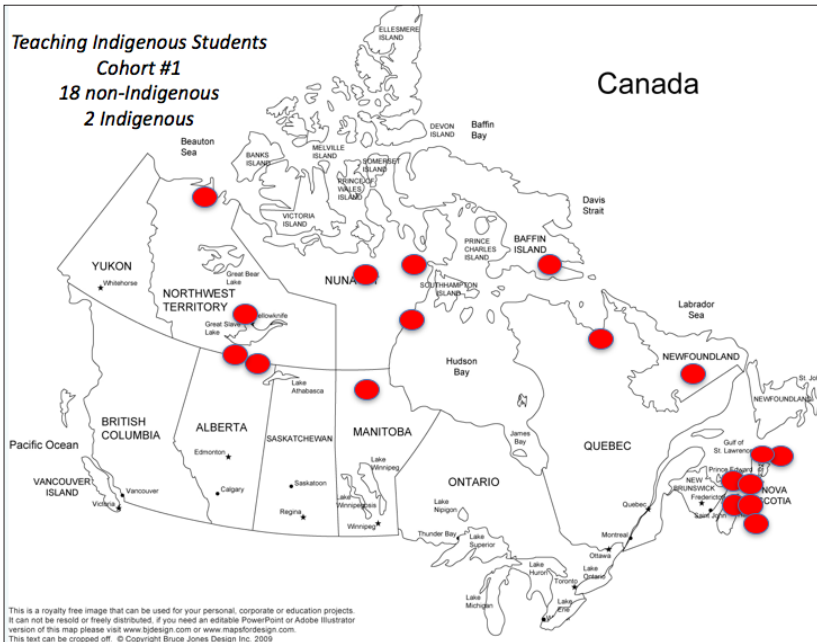 Teaching Indigenous Students
Cohort #1
18 non-Indigenous
2 Indigenous
Canada
ELLESMERE
ISLAND
DEVON
ISLAND
Baffin
Bay
Beauton
Sea
BANKS
ISLAND
MELVILLE
ISLAND
SOMERSET
ISLAND
PRINCE OF
WALES
ISLAND
VICTORIA
ISLAND
Davis
Strait
PRINCE
CHARLES
ISLAND
BAFFIN
ISLAND
YUKON
Whitehorse
Great Bear
Lake
NORTHWEST
TERRITORY
Great Slave
Lake
SOUTHHAMPTON
ISLAND
Labrador
Sea
Hudson
Bay
NEWFOUNDLAND
NEWFOUNDLAND
St. Jo
Lake
Athabasca
BRITISH
COLUMBIA
ALBERTA
Edmonton
Calgary
SASKATCHEWAN
Saskatoon
Regina
MANITOBA
Lake
Winnipeg
Lake
Winnipegosis
Winnipeg
Pacific Ocean
VANCOUVER
ISLAND
Vancouver
Victoria
James
Bay
ONTARIO
Lake
Nipigon
Thunder Bay
Lake
Superior
QUEBEC
Quebec
Montreal
Ottawa
Gulf of
St. Lawrence
Prince Edward
NEW
BRUNSWICK
Fredericton
Saint John
NOVA
SCOTIA
Lake
Huron
Toronto
Lake
Ontario
Lake
Michigan
Lake
Erie
This is a royalty free image that can be used for your personal, corporate or education projects.
It can not be resold or freely distributed, if you need an editable PowerPoint or Adobe Illustrator
version of this map please visit www.bjdesign.com or www.mapsfordesign.com.
This text can be cropped off. © Copyright Bruce Jones Design Inc. 2009